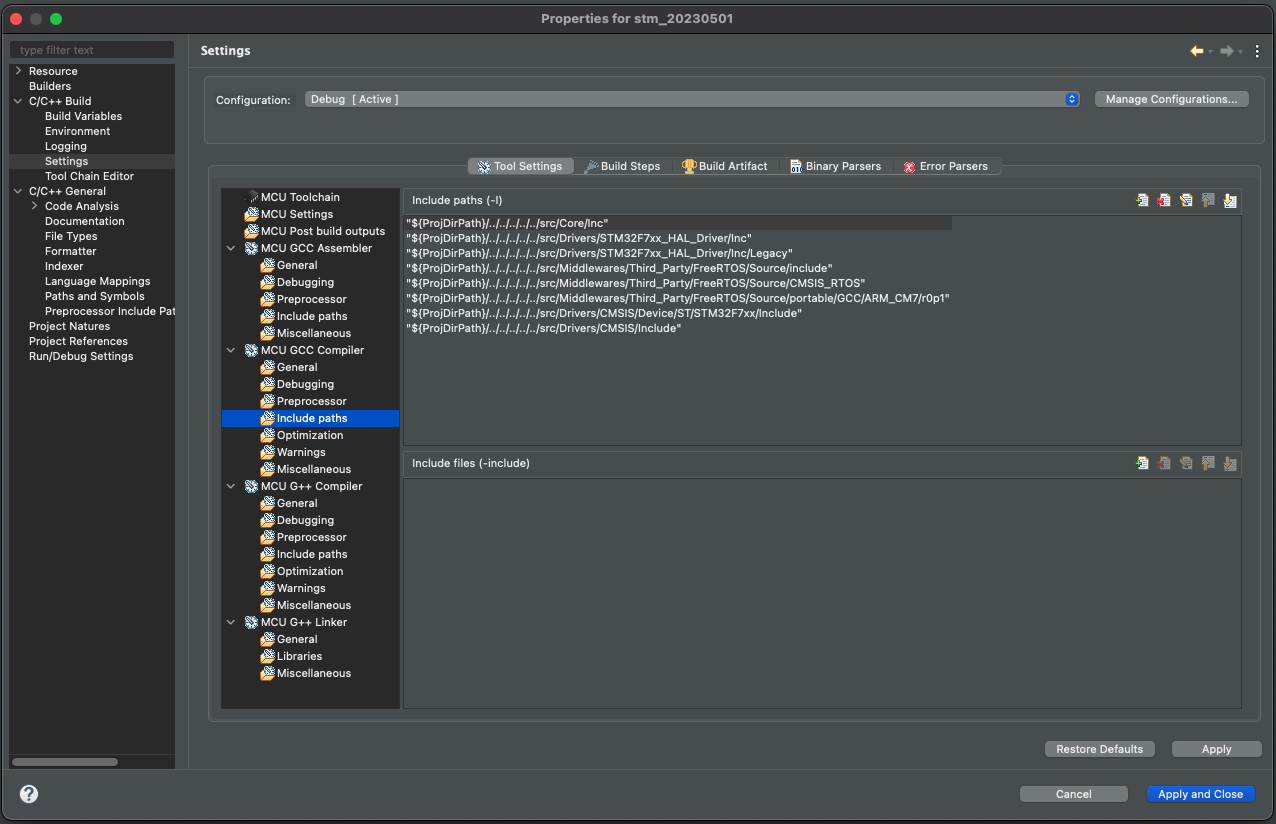 Properties for stm_20230501
type filter text
Resource
Builders
C/C++ Build
Build Variables
Environment
Logging
Settings
Tool Chain Editor
C/C++ General
Code Analysis
Documentation
File Types
Formatter
Indexer
Language Mappings
Paths and Symbols
Preprocessor Include Pat
Project Natures
Project References
Run/Debug Settings
Settings
Configuration:
Debug [ Active ]
Manage Configurations...
Tool Settings
Build Steps
Build Artifact
Binary Parsers
Error Parsers
MCU Toolchain
MCU Settings
MCU Post build outputs
MCU GCC Assembler
General
Debugging
Preprocessor
Include paths
Miscellaneous
MCU GCC Compiler
General
Debugging
Preprocessor
Include paths
Optimization
Warnings
Miscellaneous
MCU G++ Compiler
General
Debugging
Preprocessor
Include paths
Optimization
Warnings
Miscellaneous
MCU G++ Linker
General
Libraries
Miscellaneous
Include paths (-I)
"${ProjDirPath}/../../../../../src/Core/Inc"
"${ProjDirPath}/../../../../../src/Drivers/STM32F7xx_HAL_Driver/Inc"
"${ProjDirPath}/../../../../../src/Drivers/STM32F7xx_HAL_Driver/Inc/Legacy"
"${ProjDirPath}/../../../../../src/Middlewares/Third_Party/FreeRTOS/Source/include"
"${ProjDirPath}/../../../../../src/Middlewares/Third_Party/FreeRTOS/Source/CMSIS_RTOS"
"${ProjDirPath}/../../../../../src/Middlewares/Third_Party/FreeRTOS/Source/portable/GCC/ARM_CM7/r0p1"
"${ProjDirPath}/../../../../../src/Drivers/CMSIS/Device/ST/STM32F7xx/Include"
"${ProjDirPath}/../../../../../src/Drivers/CMSIS/Include"
Include files (-include)
Restore Defaults
Apply
?
Cancel
Apply and Close